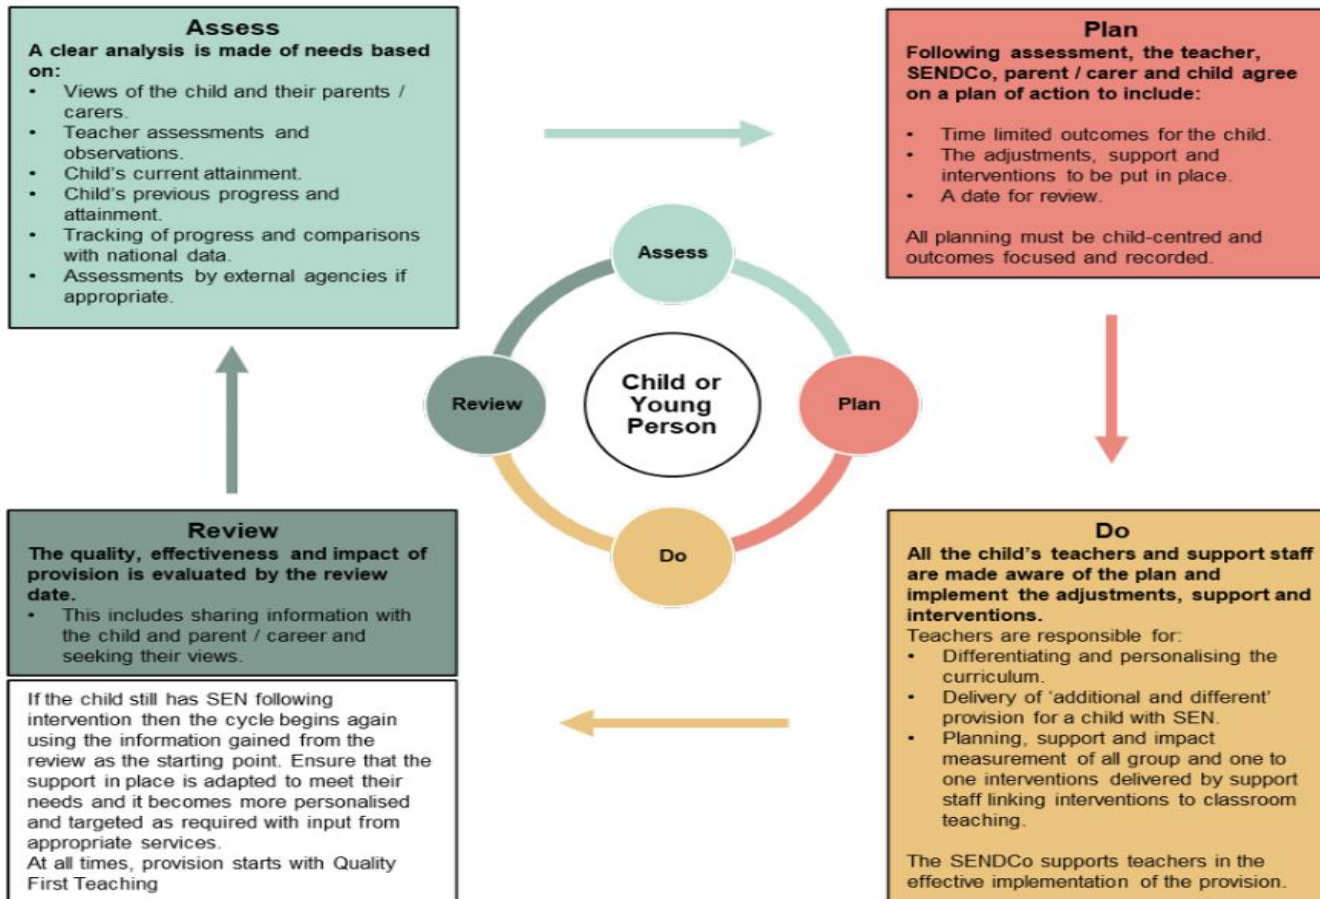 Assess
A clear analysis is made of needs based
on:
• Views of the child and their parents /
carers.
• Teacher assessments and
observations.
• Child's current attainment.
• Child's previous progress and
attainment.
• Tracking of progress and comparisons
with national data.
• Assessments by external agencies if
appropriate.
Plan
Following assessment, the teacher,
SENDCo, parent / carer and child agree
on a plan of action to include:
• Time limited outcomes for the child.
• The adjustments, support and
interventions to be put in place.
• A date for review.
All planning must be child-centred and
outcomes focused and recorded.
Assess
Review
Child or
Young
Person
Plan
Do
Review
The quality, effectiveness and impact of
provision is evaluated by the review
date.
• This includes sharing information with
the child and parent / career and
seeking their views.
If the child still has SEN following
intervention then the cycle begins again
using the information gained from the
review as the starting point. Ensure that the
support in place is adapted to meet their
needs and it becomes more personalised
and targeted as required with input from
appropriate services.
At all times, provision starts with Quality
First Teaching
Do
All the child's teachers and support staff
are made aware of the plan and
implement the adjustments, support and
interventions.
Teachers are responsible for:
• Differentiating and personalising the
curriculum.
• Delivery of 'additional and different'
provision for a child with SEN.
• Planning, support and impact
measurement of all group and one to
one interventions delivered by support
staff linking interventions to classroom
teaching.
The SENDCo supports teachers in the
effective implementation of the provision.